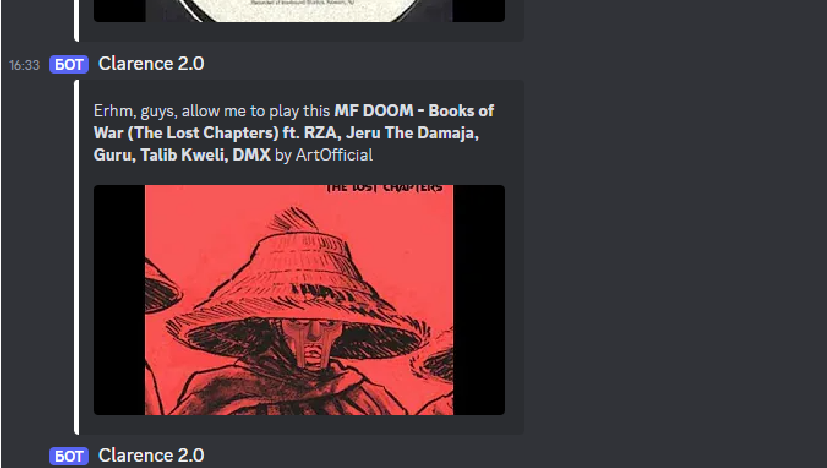 16:33 БОТ Clarence 2.0
Erhm, guys, allow me to play this MF DOOM - Books of
War (The Lost Chapters) ft. RZA, Jeru The Damaja,
Guru, Talib Kweli, DMX by ArtOfficial
THE LOST CHAPTERS
БОТ Clarence 2.0